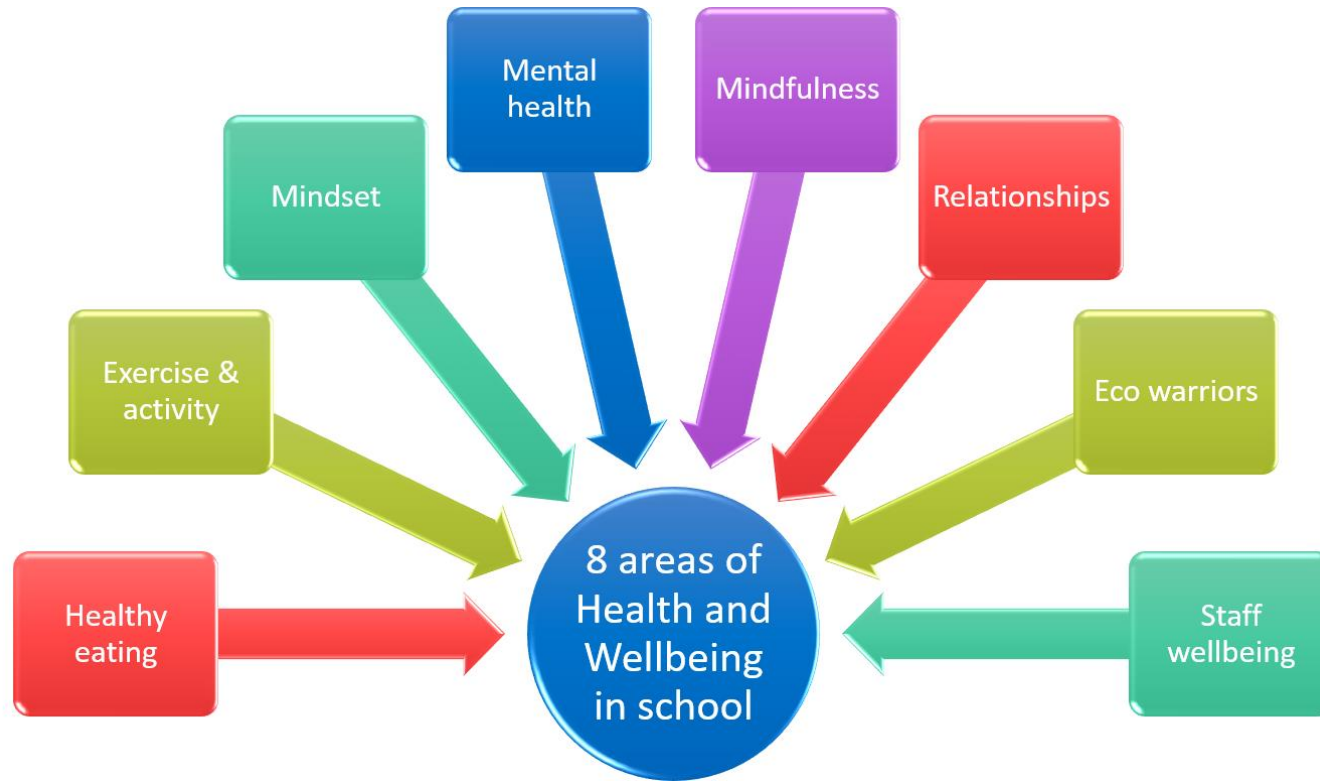 Healthy
eating
Exercise &
activity
Mindset
Mental
health
Mindfulness
Relationships
Eco warriors
Staff
wellbeing
8 areas of
Health and
Wellbeing
in school